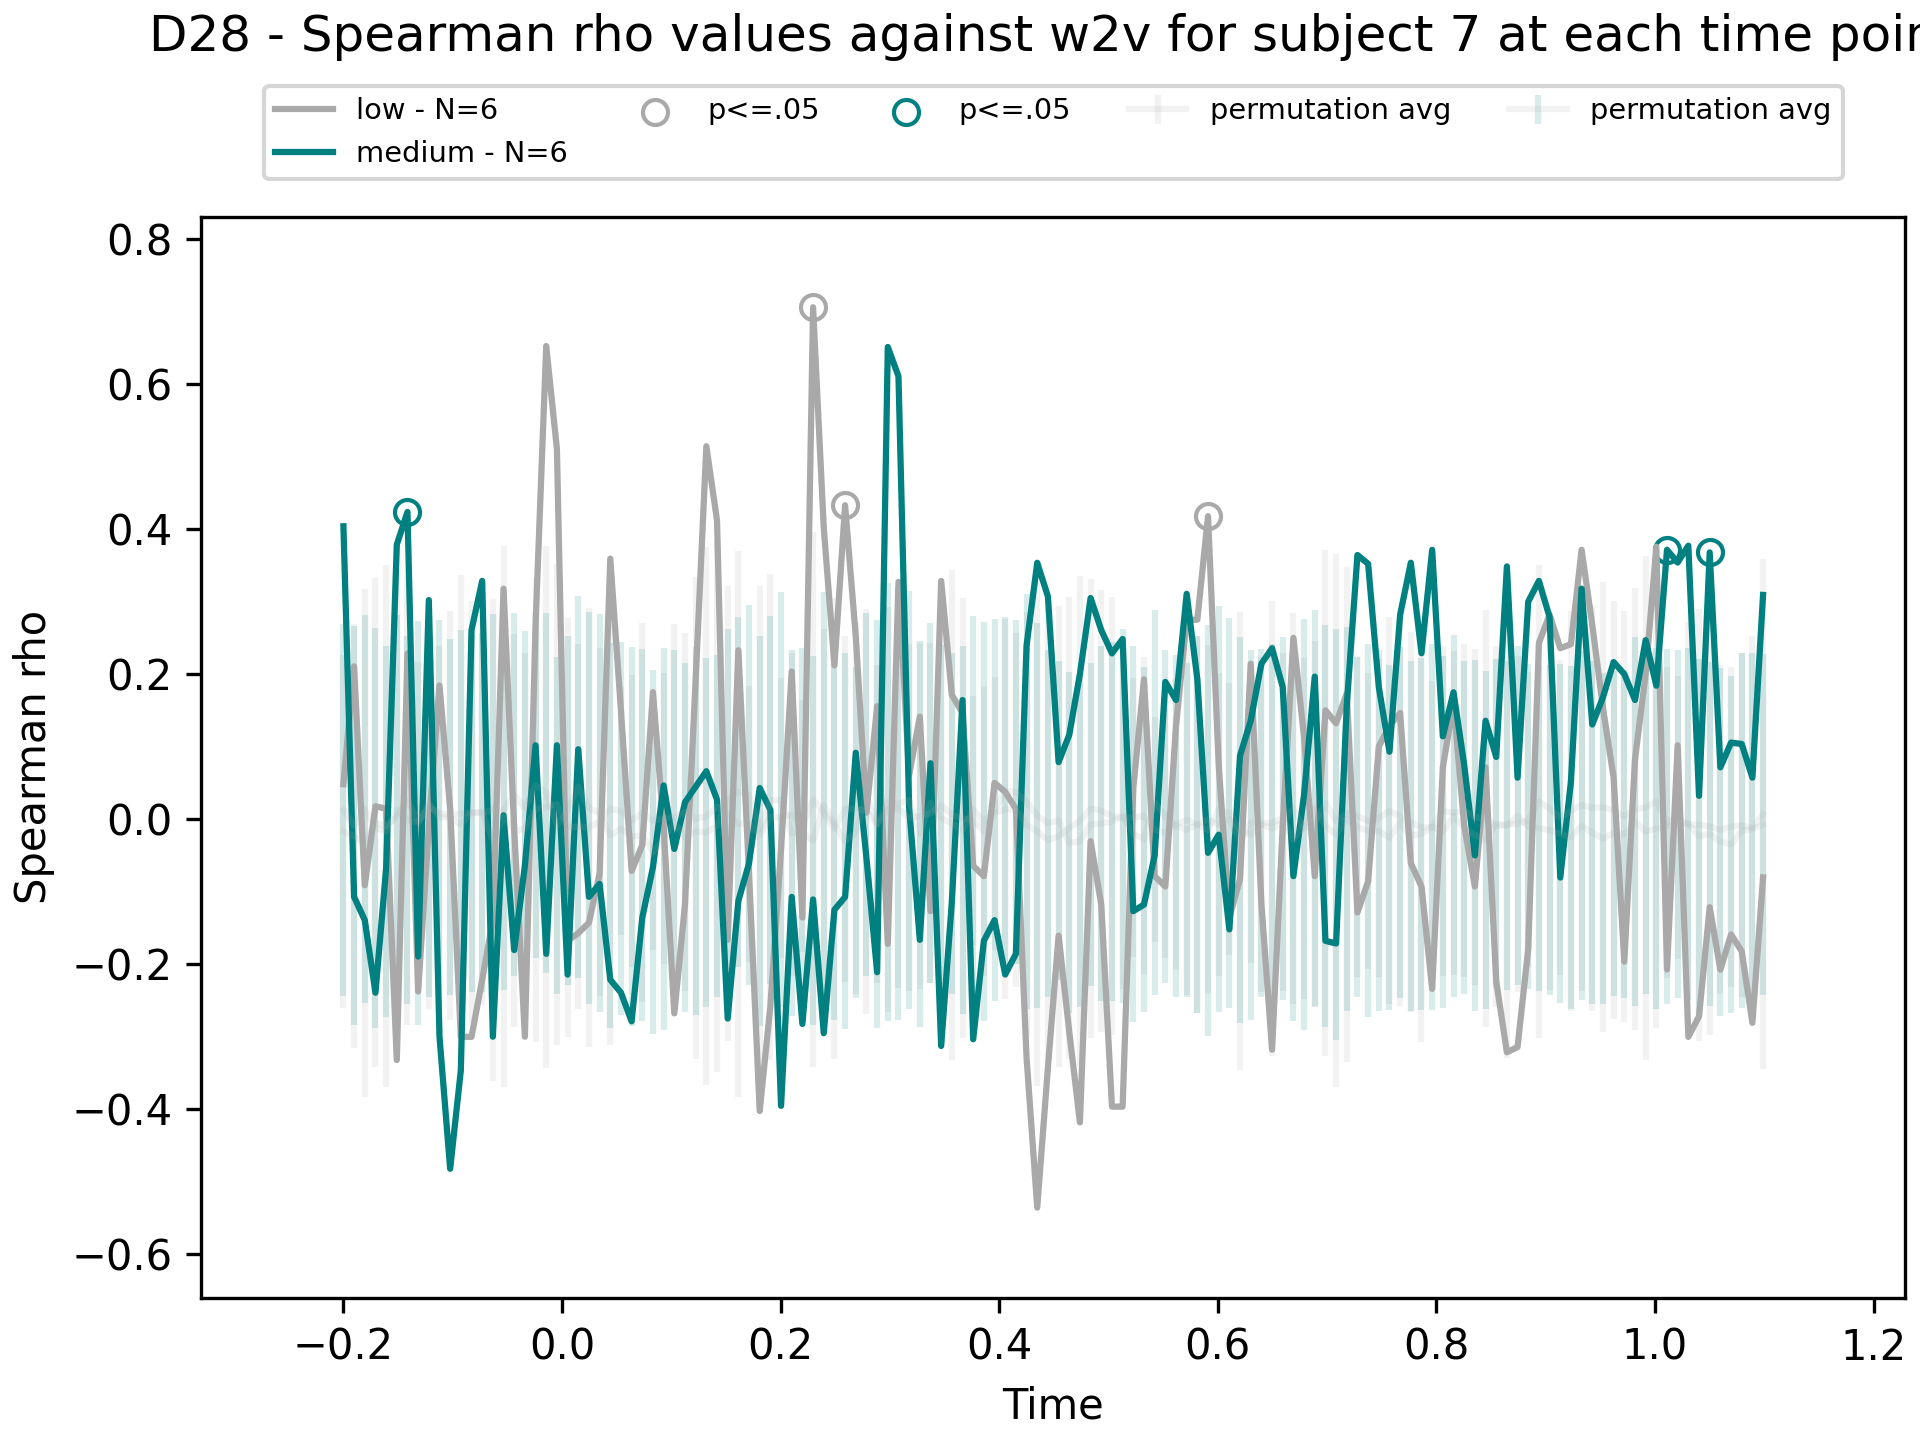 D28 - Spearman rho values against w2v for subject 7 at each time poin
low - N=6
medium - N=6
p<=.05
p<=.05
permutation avg
permutation avg
0.8
0.6
0.4
0.2
0.0
−0.2
−0.4
−0.6
Spearman rho
−0.2 0.0 0.2 0.4 0.6 0.8 1.0 1.2
Time